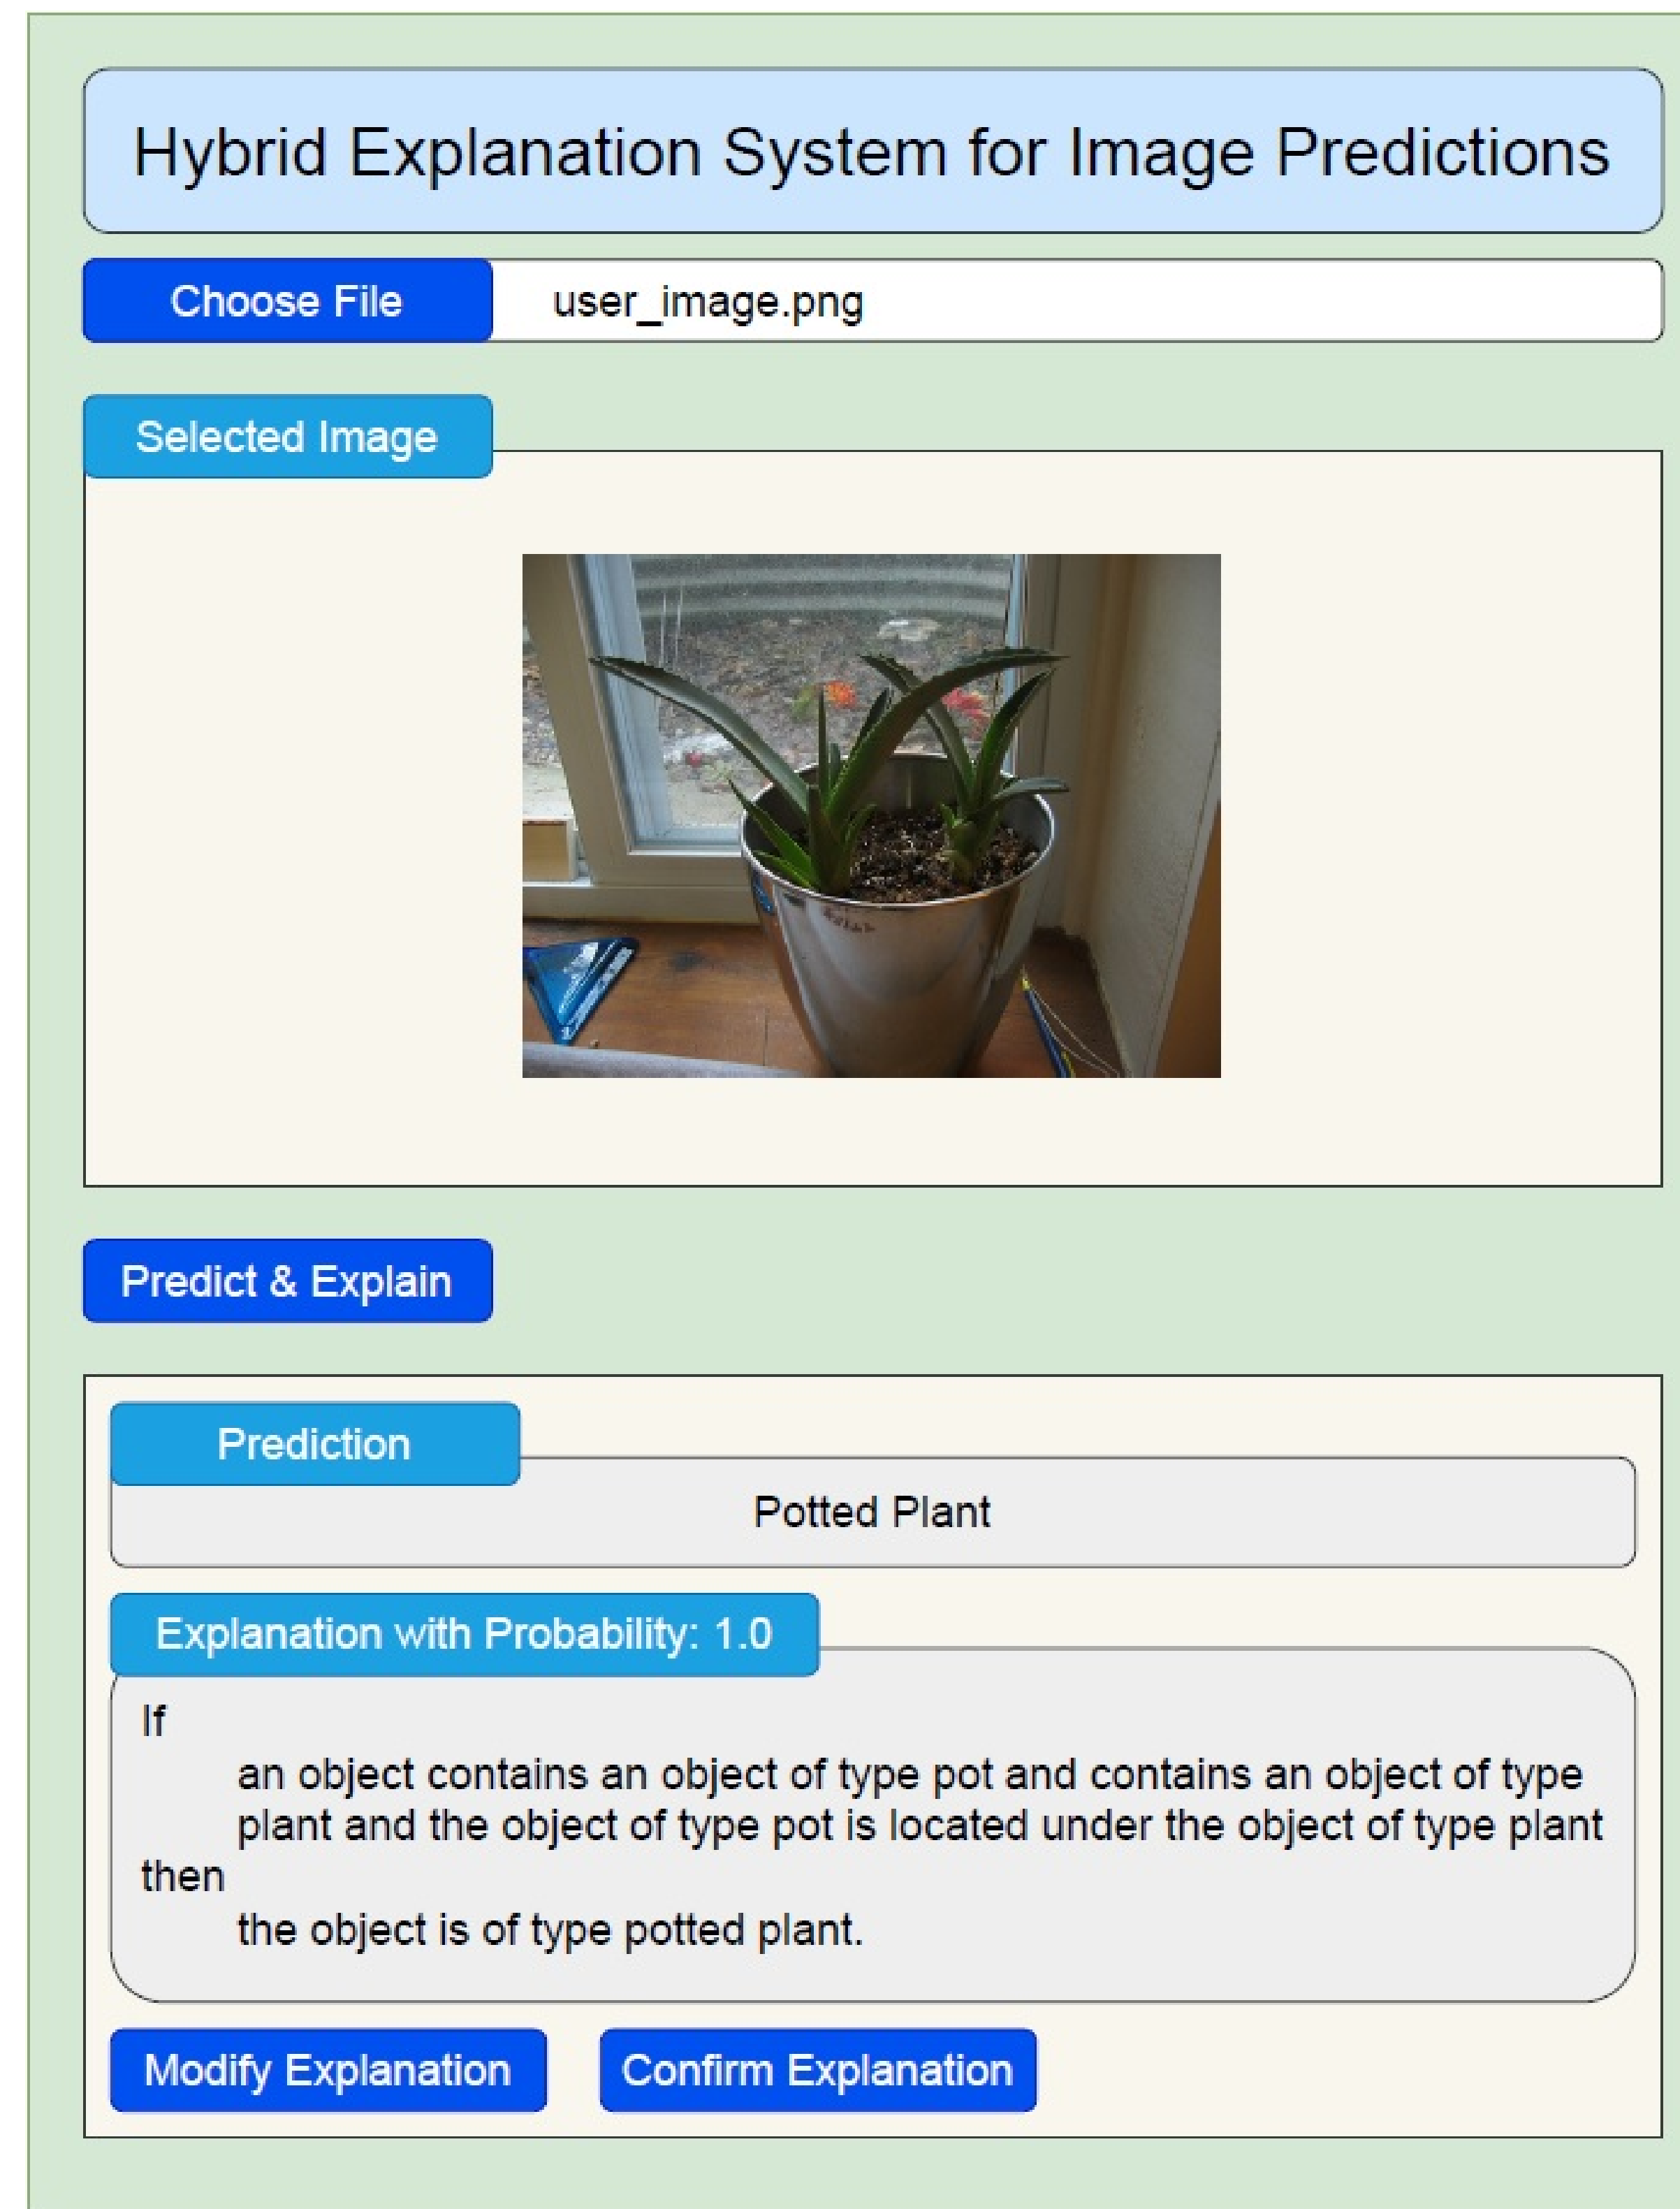 Hybrid Explanation System for Image Predictions
Choose File
user_image.png
Selected Image
Predict & Explain
Prediction
Potted Plant
Explanation with Probability: 1.0
If
an object contains an object of type pot and contains an object of type
plant and the object of type pot is located under the object of type plant
then
the object is of type potted plant.
Modify Explanation
Confirm Explanation